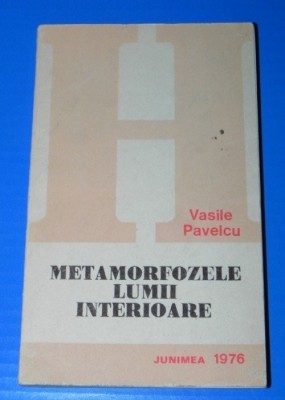 H
Vasile
Pavelcu
METAMORFOZELE
LUMII
INTERIOARE
JUNIMEA 1976